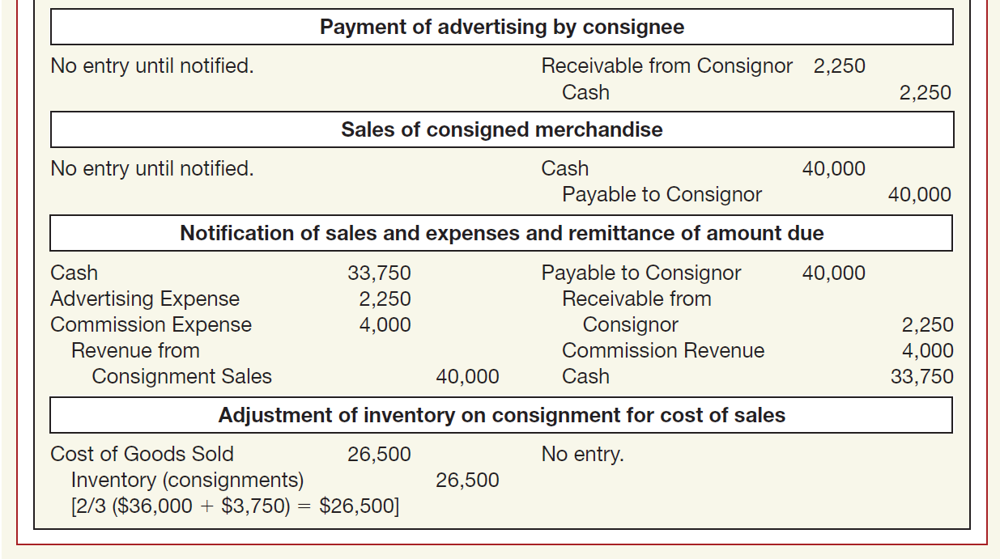 Payment of advertising by consignee
No entry until notified. Receivable from Consignor 2,250
Cash 2,250
Sales of consigned merchandise
No entry until notified. Cash 40,000
Payable to Consignor 40,000
Notification of sales and expenses and remittance of amount due
Cash 33,750 Payable to Consignor 40,000
Advertising Expense 2,250 Receivable from
Commission Expense 4,000 Consignor 2,250
Revenue from Commission Revenue 4,000
Consignment Sales 40,000 Cash 33,750
Adjustment of inventory on consignment for cost of sales
Cost of Goods Sold 26,500 No entry.
Inventory (consignments) 26,500
[2/3 ($36,000 + $3,750) = $26,500]